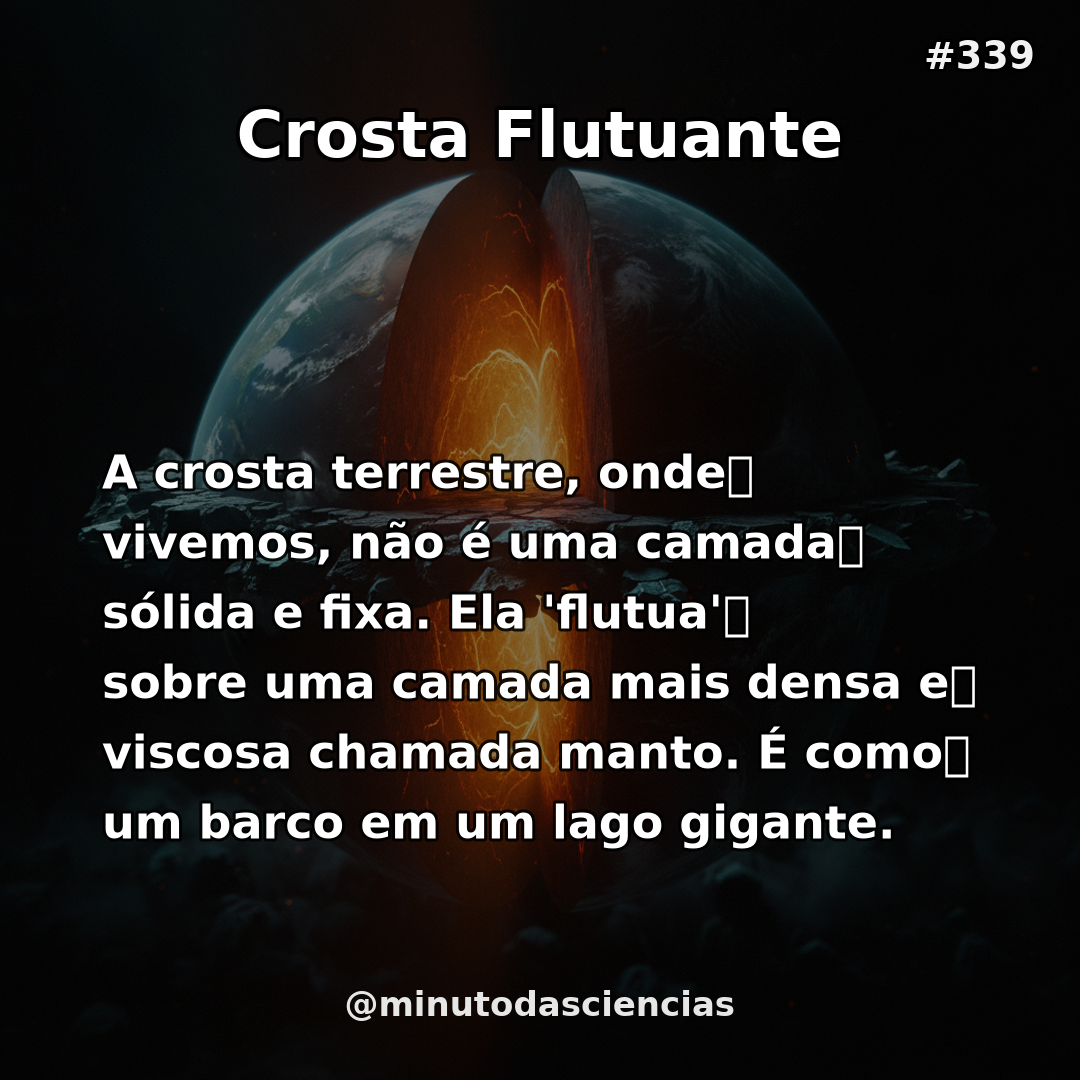 #339
Crosta Flutuante
A crosta terrestre, onde▯
vivemos, não é uma camada▯
sólida e fixa. Ela 'flutua'▯
sobre uma camada mais densa e▯
viscosa chamada manto. É como▯
um barco em um lago gigante.
@minutodasciencias